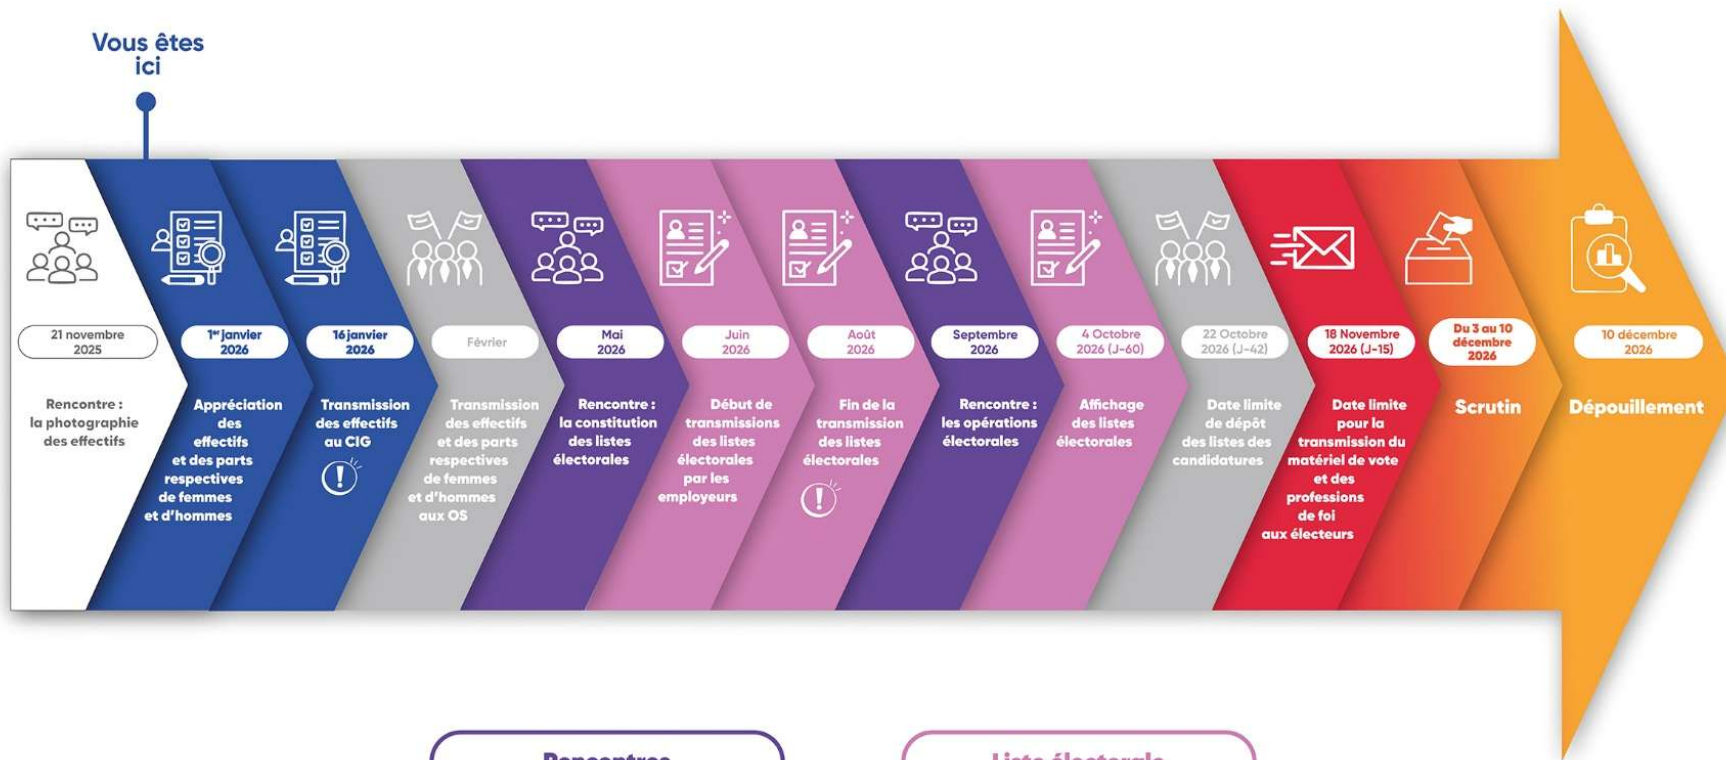 Vous êtes
ici
21 novembre
2025
Rencontre :
la photographie
des effectifs
1er janvier
2026
Appréciation
des
effectifs
et des parts
respectives
de femmes
et d'hommes
16 janvier
2026
Transmission
des effectifs
au CIG
!
Février
Transmission
des effectifs
et des parts
respectives
de femmes
et d'hommes
aux OS
Mai
2026
Rencontre :
la constitution
des listes
électorales
Juin
2026
Début de
transmissions
des listes
électorales
par les
employeurs
Août
2026
Fin de la
transmission
des listes
électorales
!
Septembre
2026
Rencontre :
les opérations
électorales
4 Octobre
2026 (J-60)
Affichage
des listes
électorales
22 Octobre
2026 (J-42)
Date limite
de dépôt
des listes des
candidatures
18 Novembre
2026 (J-15)
Date limite
pour la
transmission du
matériel de vote
et des
professions
de foi
aux électeurs
Du 3 au 10
décembre
2026
Scrutin
10 décembre
2026
Dépouillement
Rencontres
Liste électorale